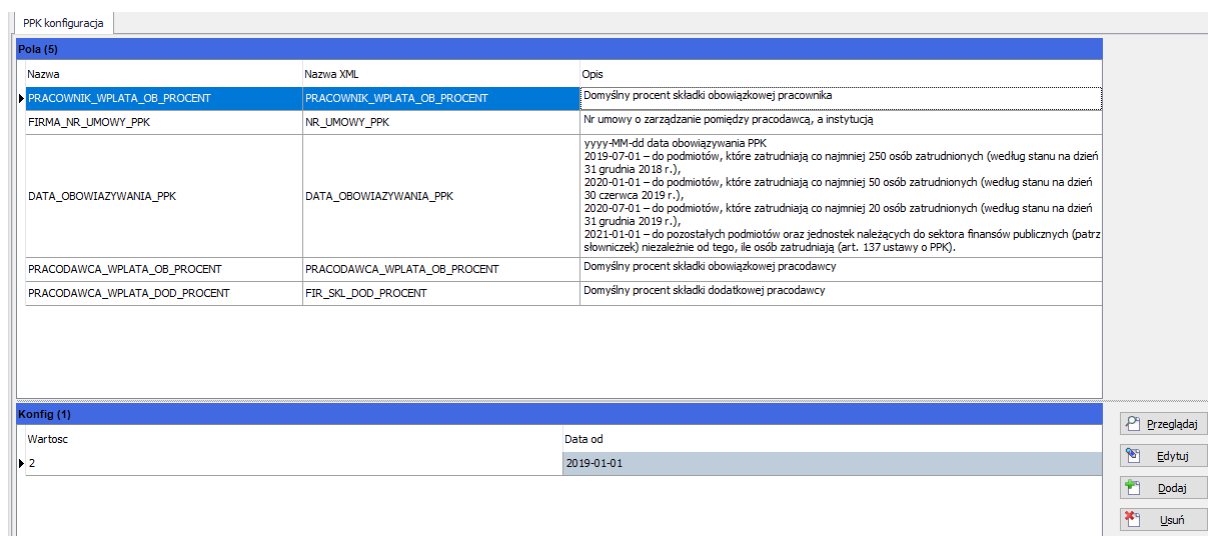 PPK konfiguracja
Pola (5)
Nazwa Nazwa XML Opis
PRACOWNIK_WPLATA_OB_PROCENT PRACOWNIK_WPLATA_OB_PROCENT Domyślny procent składki obowiązkowej pracownika
FIRMA_NR_UMOWY_PPK NR_UMOWY_PPK Nr umowy o zarządzanie pomiędzy pracodawcą, a instytucją
DATA_OBOWIAZYWANIA_PPK DATA_OBOWIAZYWANIA_PPK yyyy-MM-dd data obowiązywania PPK
2019-07-01 – do podmiotów, które zatrudniają co najmniej 250 osób zatrudnionych (według stanu na dzień
31 grudnia 2018 r.),
2020-01-01 – do podmiotów, które zatrudniają co najmniej 50 osób zatrudnionych (według stanu na dzień
30 czerwca 2019 r.),
2020-07-01 – do podmiotów, które zatrudniają co najmniej 20 osób zatrudnionych (według stanu na dzień
31 grudnia 2019 r.),
2021-01-01 – do pozostałych podmiotów oraz jednostek należących do sektora finansów publicznych (patrz
słowniczek) niezależnie od tego, ile osób zatrudniają (art. 137 ustawy o PPK).
PRACODAWCA_WPLATA_OB_PROCENT PRACODAWCA_WPLATA_OB_PROCENT Domyślny procent składki obowiązkowej pracodawcy
PRACODAWCA_WPLATA_DOD_PROCENT FIR_SKL_DOD_PROCENT Domyślny procent składki dodatkowej pracodawcy
Konfig (1)
Wartosc Data od
2 2019-01-01
Przeglądaj
Edytuj
Dodaj
Usuń